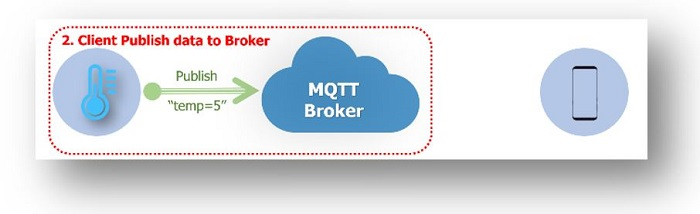 2. Client Publish data to Broker
Publish
"temp=5"
MQTT
Broker